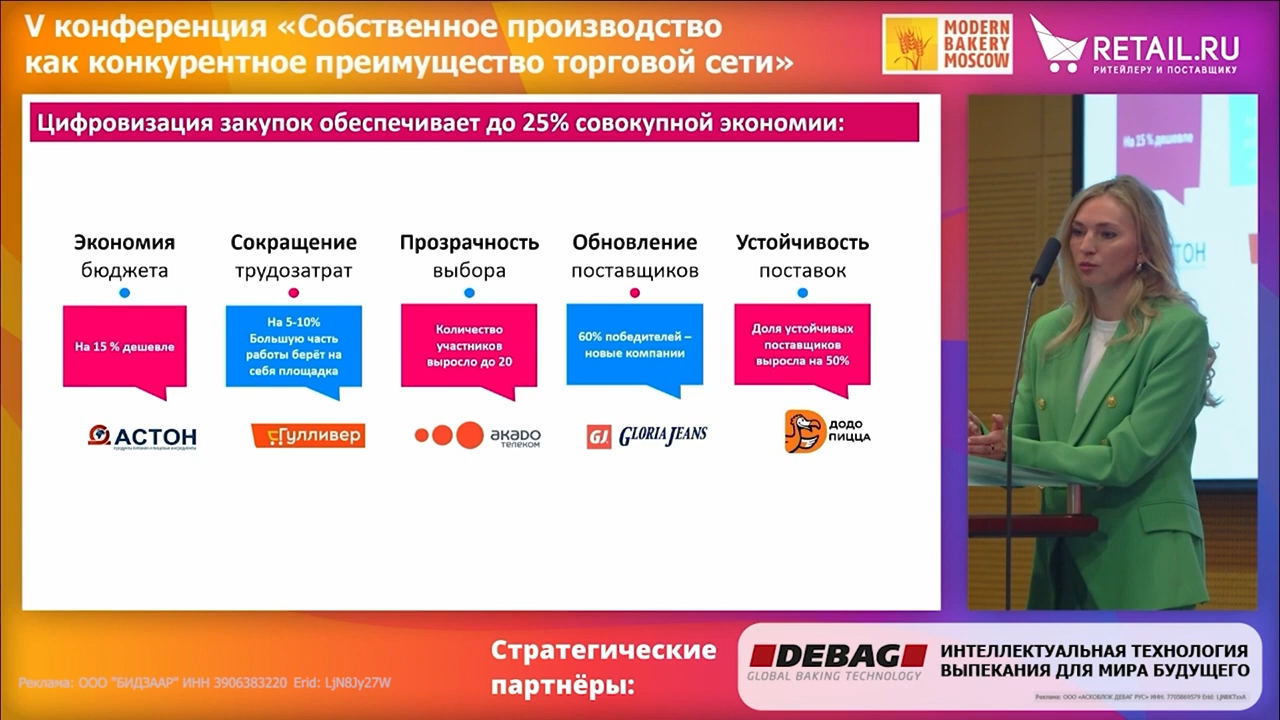 V конференция «Собственное производство
как конкурентное преимущество торговой сети»
MODERN
BAKERY
MOSCOW
RETAIL.RU
РИТЕЙЛЕРУ И ПОСТАВЩИКУ
Цифровизация закупок обеспечивает до 25% совокупной экономии:
Экономия
бюджета
На 15 % дешевле
АСТОН
Сокращение
трудозатрат
На 5-10%
Большую часть
работы берёт на
себя площадка
Гулливер
Прозрачность
выбора
Количество
участников
выросло до 20
акадо
телеком
Обновление
поставщиков
60% победителей –
новые компании
GJ
GLORIA JEANS
Устойчивость
поставок
Доля устойчивых
поставщиков
выросла на 50%
ДОДО
ПИЦЦА
На 15 % дешевле
ТОН
Стратегические
партнёры:
DEBAG
GLOBAL BAKING TECHNOLOGY
ИНТЕЛЛЕКТУАЛЬНАЯ ТЕХНОЛОГИЯ
ВЫПЕКАНИЯ ДЛЯ МИРА БУДУЩЕГО
Реклама: ООО "БИДЗААР" ИНН 3906383220 Erid: LjN8Jy27W